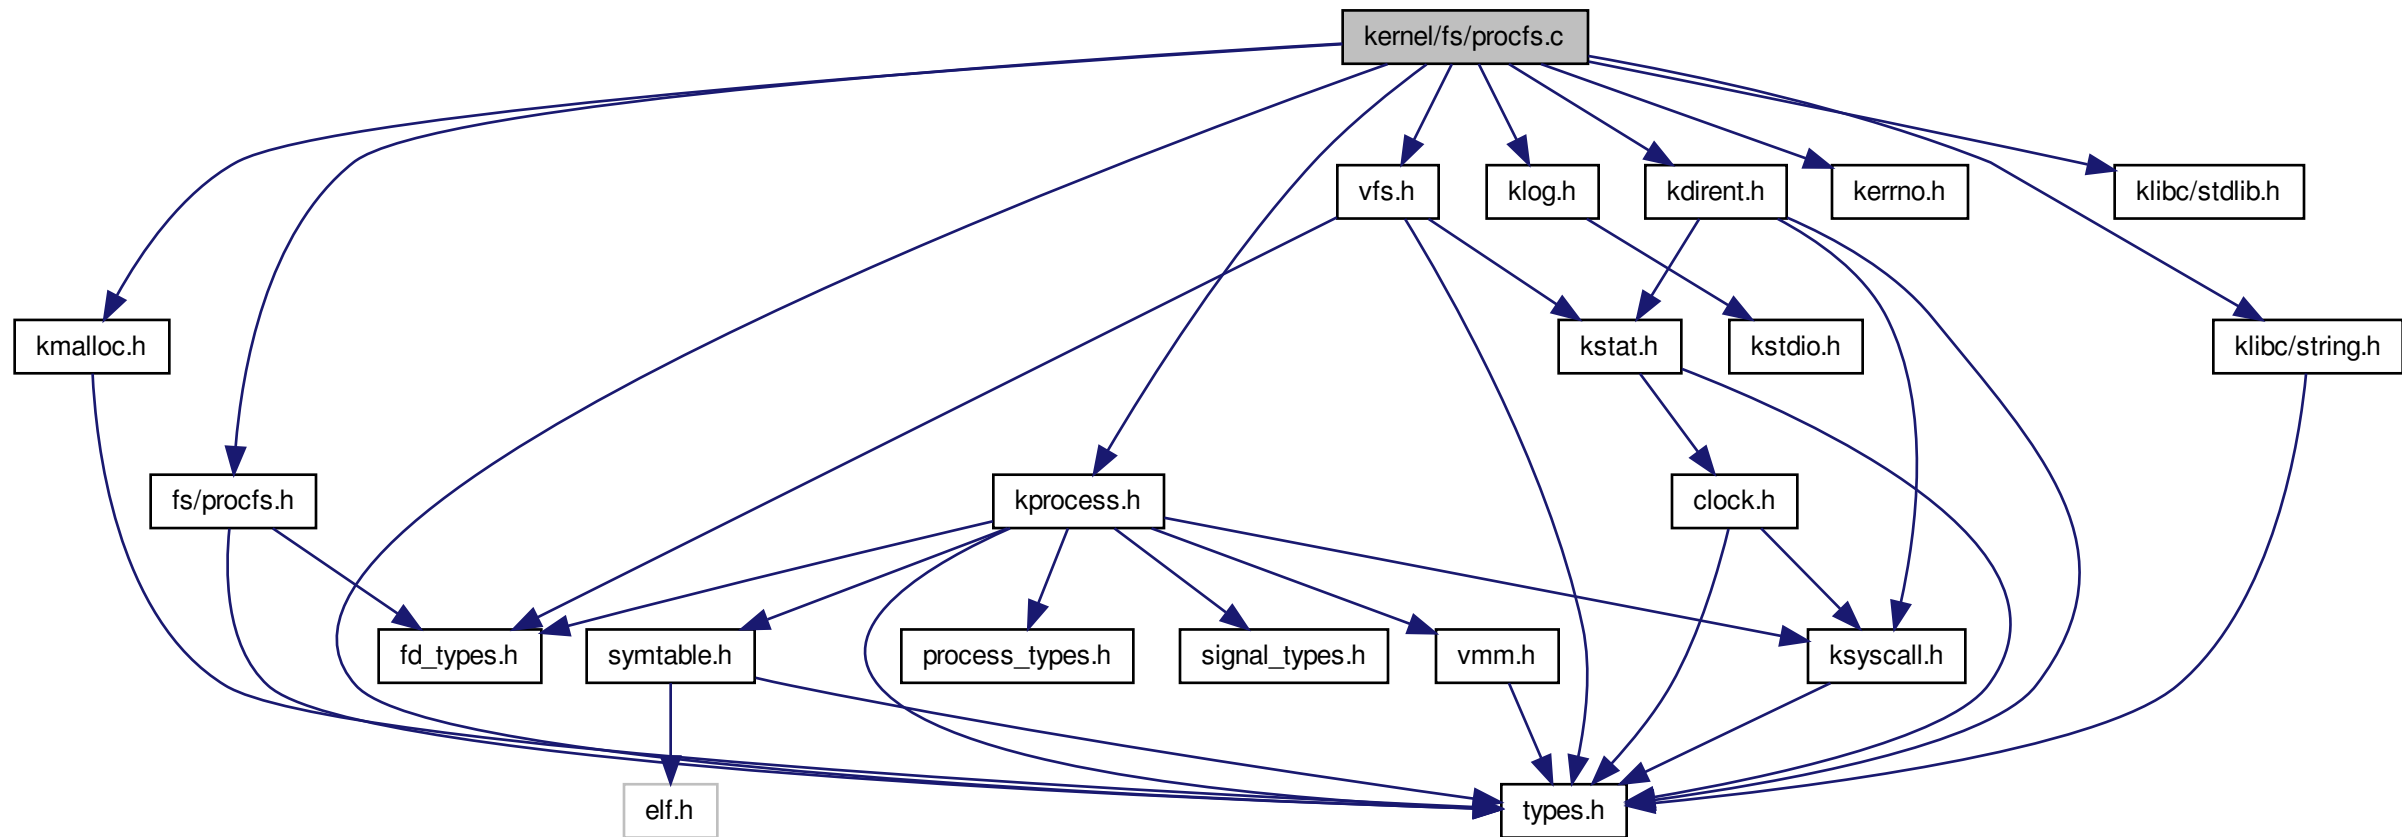 kernel/fs/procfs.c
vfs.h
klog.h
kdirent.h
kerrno.h
klibc/stdlib.h
kmalloc.h
kstat.h
kstdio.h
klibc/string.h
fs/procfs.h
kprocess.h
clock.h
fd_types.h
symtable.h
process_types.h
signal_types.h
vmm.h
ksyscall.h
elf.h
types.h